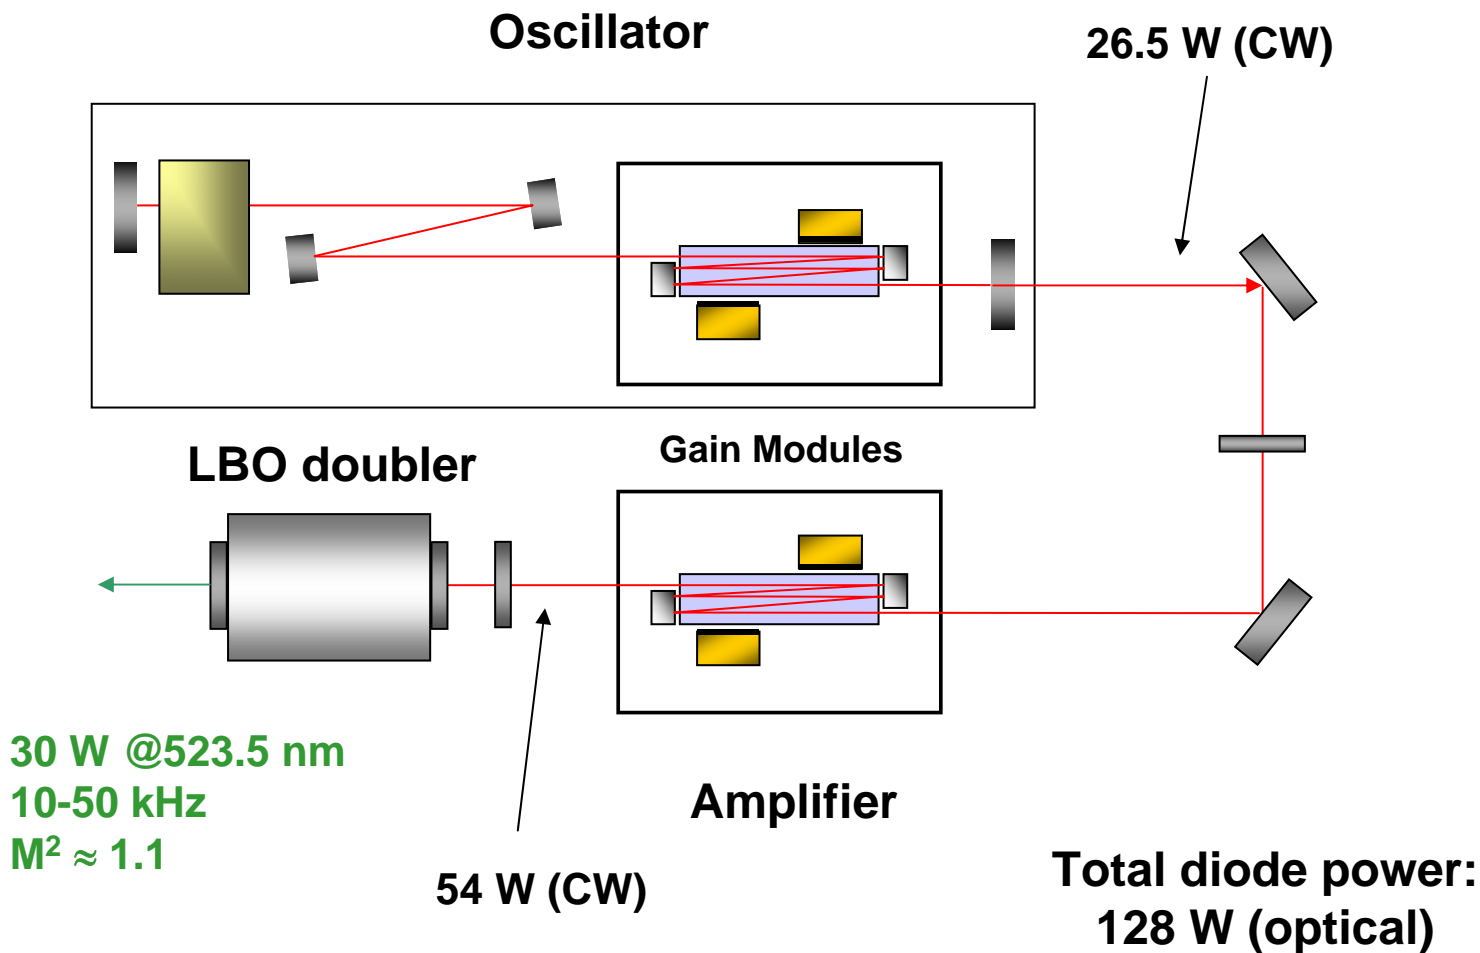 Oscillator
26.5 W (CW)
Gain Modules
LBO doubler
30 W @523.5 nm
10-50 kHz
M² ≈ 1.1
Amplifier
54 W (CW)
Total diode power:
128 W (optical)